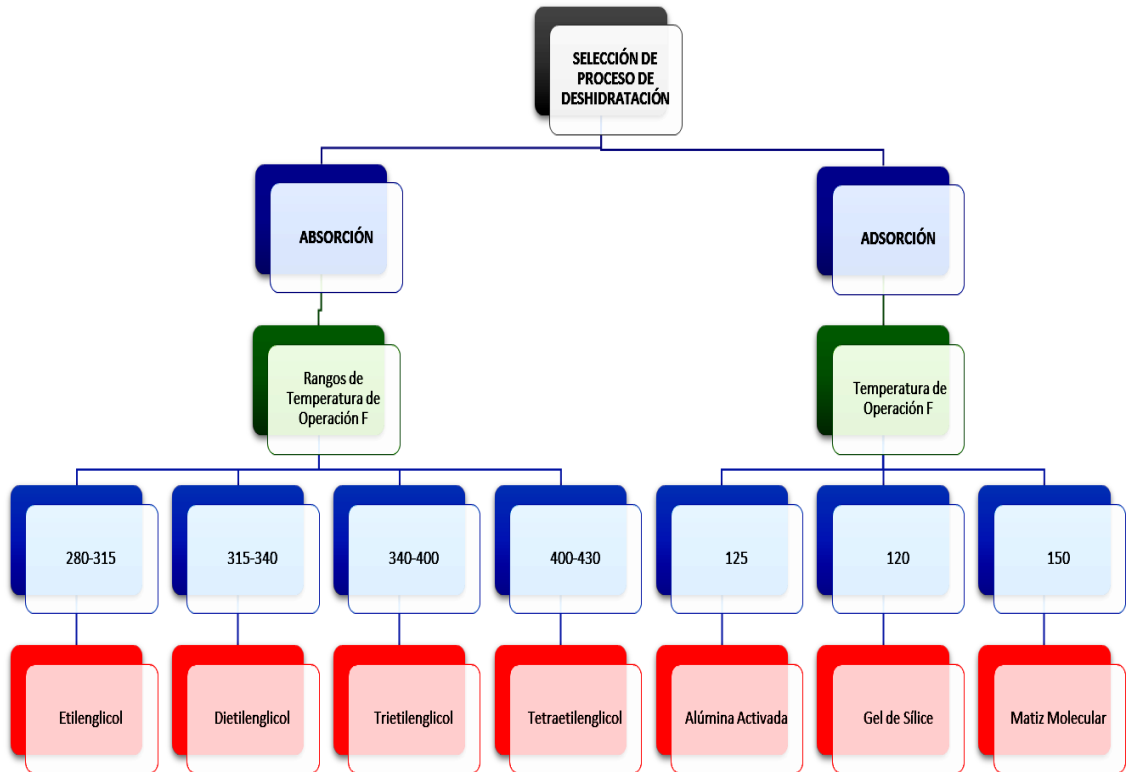 SELECCIÓN DE
PROCESO DE
DESHIDRATACIÓN
ABSORCIÓN
ADSORCIÓN
Rangos de
Temperatura de
Operación F
Temperatura de
Operación F
280-315
315-340
340-400
400-430
125
120
150
Etilenglicol
Dietilenglicol
Trietilenglicol
Tetraetilenglicol
Alúmina Activada
Gel de Sílice
Matiz Molecular